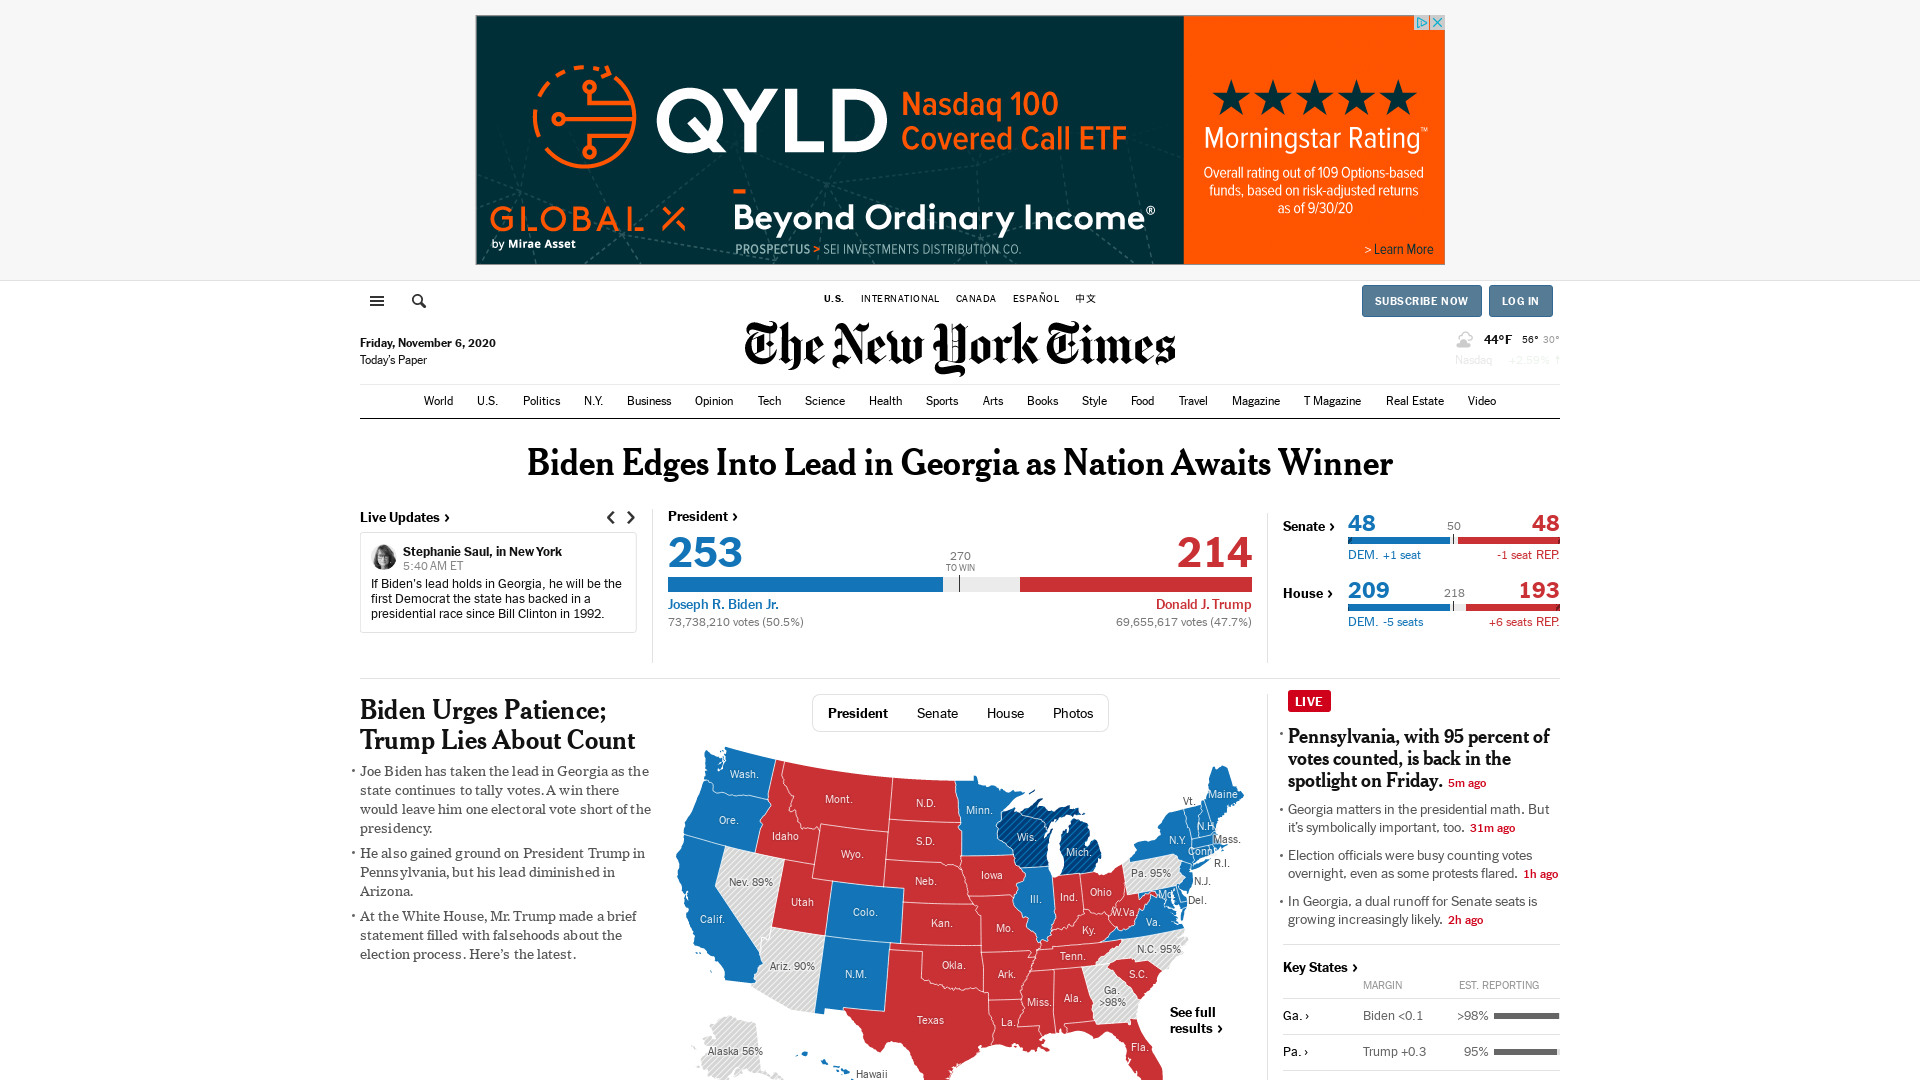 QYLD
Nasdaq 100
Covered Call ETF
GLOBAL X
by Mirae Asset
Beyond Ordinary Income®
PROSPECTUS > SEI INVESTMENTS DISTRIBUTION CO.
Morningstar Rating™
Overall rating out of 109 Options-based
funds, based on risk-adjusted returns
as of 9/30/20
> Learn More
U.S. INTERNATIONAL CANADA ESPAÑOL 中文
SUBSCRIBE NOW LOG IN
Friday, November 6, 2020
Today's Paper
The New York Times
44°F 56° 30°
Nasdaq +2.59% ↑
World U.S. Politics N.Y. Business Opinion Tech Science Health Sports Arts Books Style Food Travel Magazine T Magazine Real Estate Video
Biden Edges Into Lead in Georgia as Nation Awaits Winner
Live Updates ›
Stephanie Saul, in New York
5:40 AM ET
If Biden's lead holds in Georgia, he will be the
first Democrat the state has backed in a
presidential race since Bill Clinton in 1992.
President ›
253 214
270
TO WIN
Joseph R. Biden Jr. Donald J. Trump
73,738,210 votes (50.5%) 69,655,617 votes (47.7%)
Senate › 48 50 48
DEM. +1 seat -1 seat REP.
House › 209 218 193
DEM. -5 seats +6 seats REP.
Biden Urges Patience;
Trump Lies About Count
• Joe Biden has taken the lead in Georgia as the
state continues to tally votes. A win there
would leave him one electoral vote short of the
presidency.
• He also gained ground on President Trump in
Pennsylvania, but his lead diminished in
Arizona.
• At the White House, Mr. Trump made a brief
statement filled with falsehoods about the
election process. Here's the latest.
President Senate House Photos
Wash.
Mont.
N.D.
Minn.
Vt.
Maine
Ore.
Idaho
S.D.
Wis.
N.H.
Wyo.
Mich.
N.Y.
Mass.
Conn.
R.I.
Nev. 89%
Neb.
Iowa
Pa. 95%
N.J.
Utah
Colo.
Ill.
Ind.
Ohio
Md.
Del.
Calif.
Kan.
Mo.
W.Va.
Va.
Ky.
Ariz. 90%
N.M.
Okla.
Ark.
Tenn.
N.C. 95%
S.C.
Texas
La.
Miss.
Ala.
Ga.
>98%
Fla.
Alaska 56%
Hawaii
See full
results ›
LIVE
• Pennsylvania, with 95 percent of
votes counted, is back in the
spotlight on Friday. 5m ago
• Georgia matters in the presidential math. But
it's symbolically important, too. 31m ago
• Election officials were busy counting votes
overnight, even as some protests flared. 1h ago
• In Georgia, a dual runoff for Senate seats is
growing increasingly likely. 2h ago
Key States ›
MARGIN EST. REPORTING
Ga. › Biden <0.1 >98%
Pa. › Trump +0.3 95%